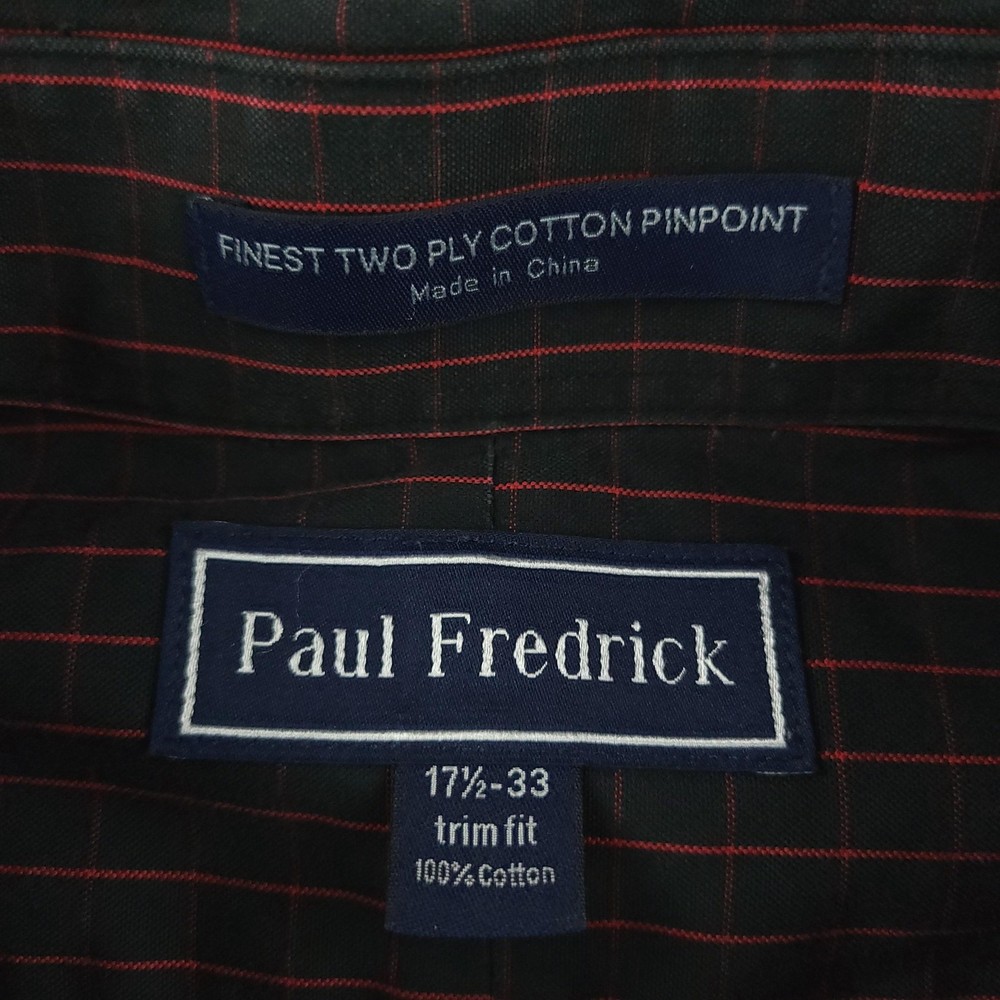 FINEST TWO PLY COTTON PINPOINT
Made in China
Paul Fredrick
17½-33
trim fit
100% Cotton